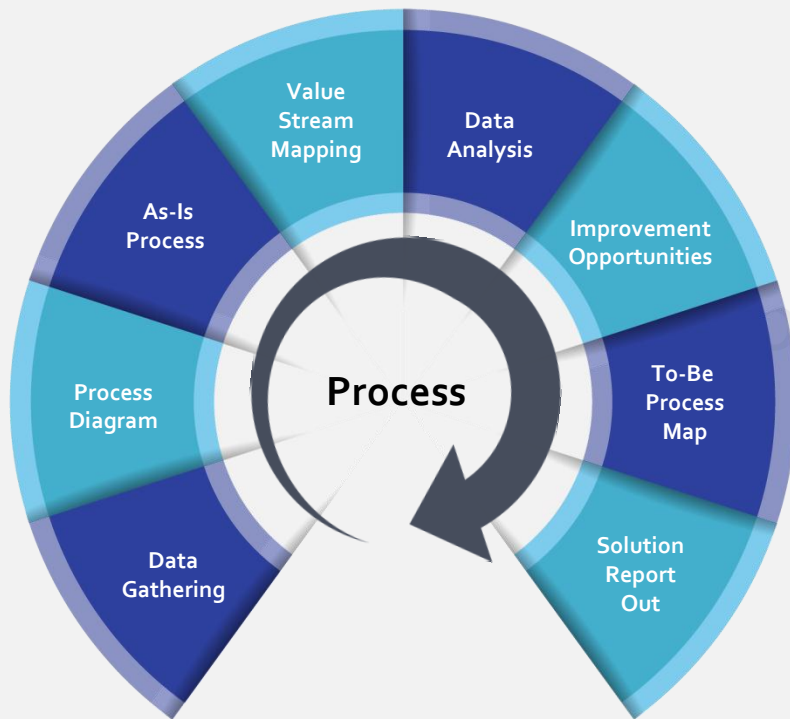 Value
Stream
Mapping
Data
Analysis
As-Is
Process
Improvement
Opportunities
Process
Diagram
Process
To-Be
Process
Map
Data
Gathering
Solution
Report
Out